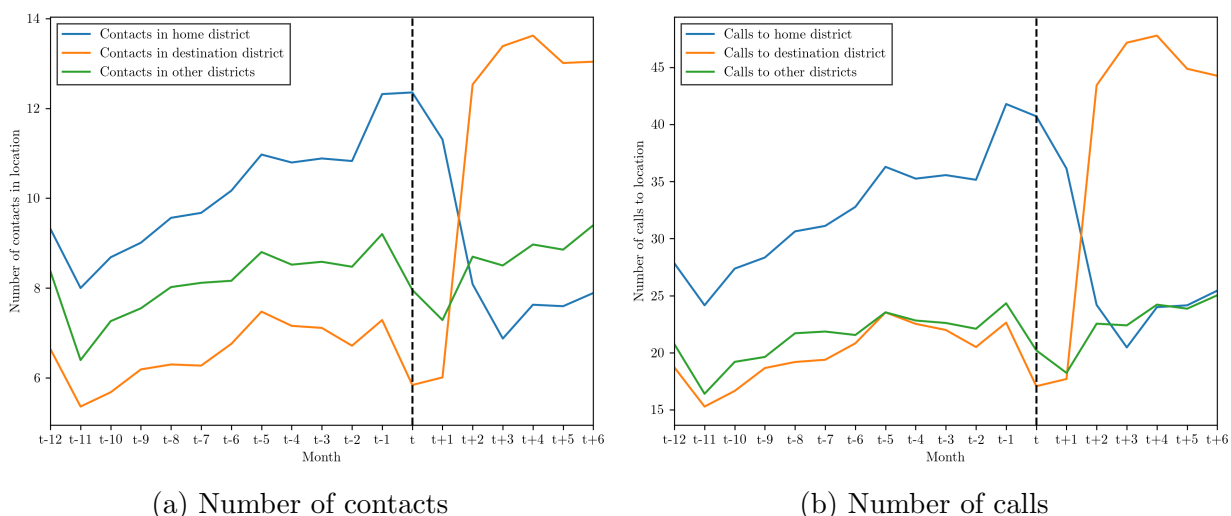 14
12
10
8
6
Number of contacts in location
Contacts in home district
Contacts in destination district
Contacts in other districts
t-12 t-11 t-10 t-9 t-8 t-7 t-6 t-5 t-4 t-3 t-2 t-1 t t+1 t+2 t+3 t+4 t+5 t+6
Month
(a) Number of contacts
45
40
35
30
25
20
15
Number of calls to location
Calls to home district
Calls to destination district
Calls to other districts
t-12 t-11 t-10 t-9 t-8 t-7 t-6 t-5 t-4 t-3 t-2 t-1 t t+1 t+2 t+3 t+4 t+5 t+6
Month
(b) Number of calls